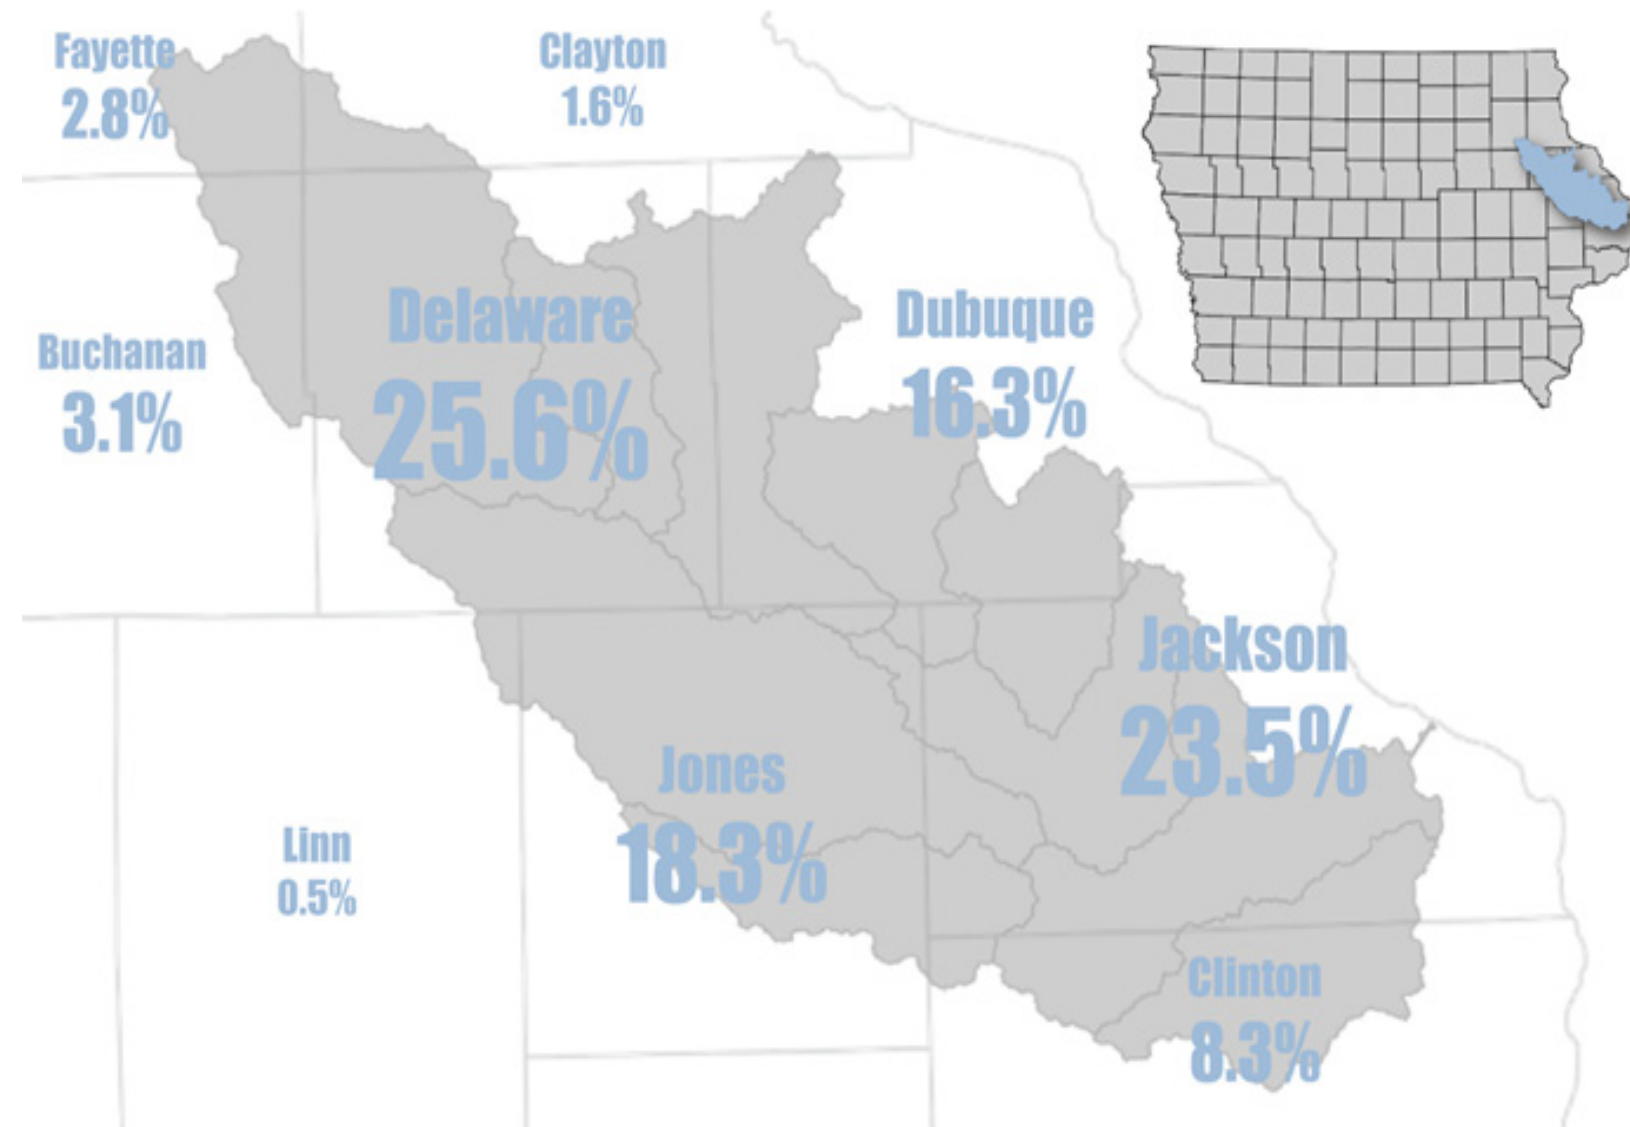 Fayette
2.8%
Clayton
1.6%
Delaware
25.6%
Dubuque
16.3%
Buchanan
3.1%
Jackson
23.5%
Jones
18.3%
Linn
0.5%
Clinton
8.3%